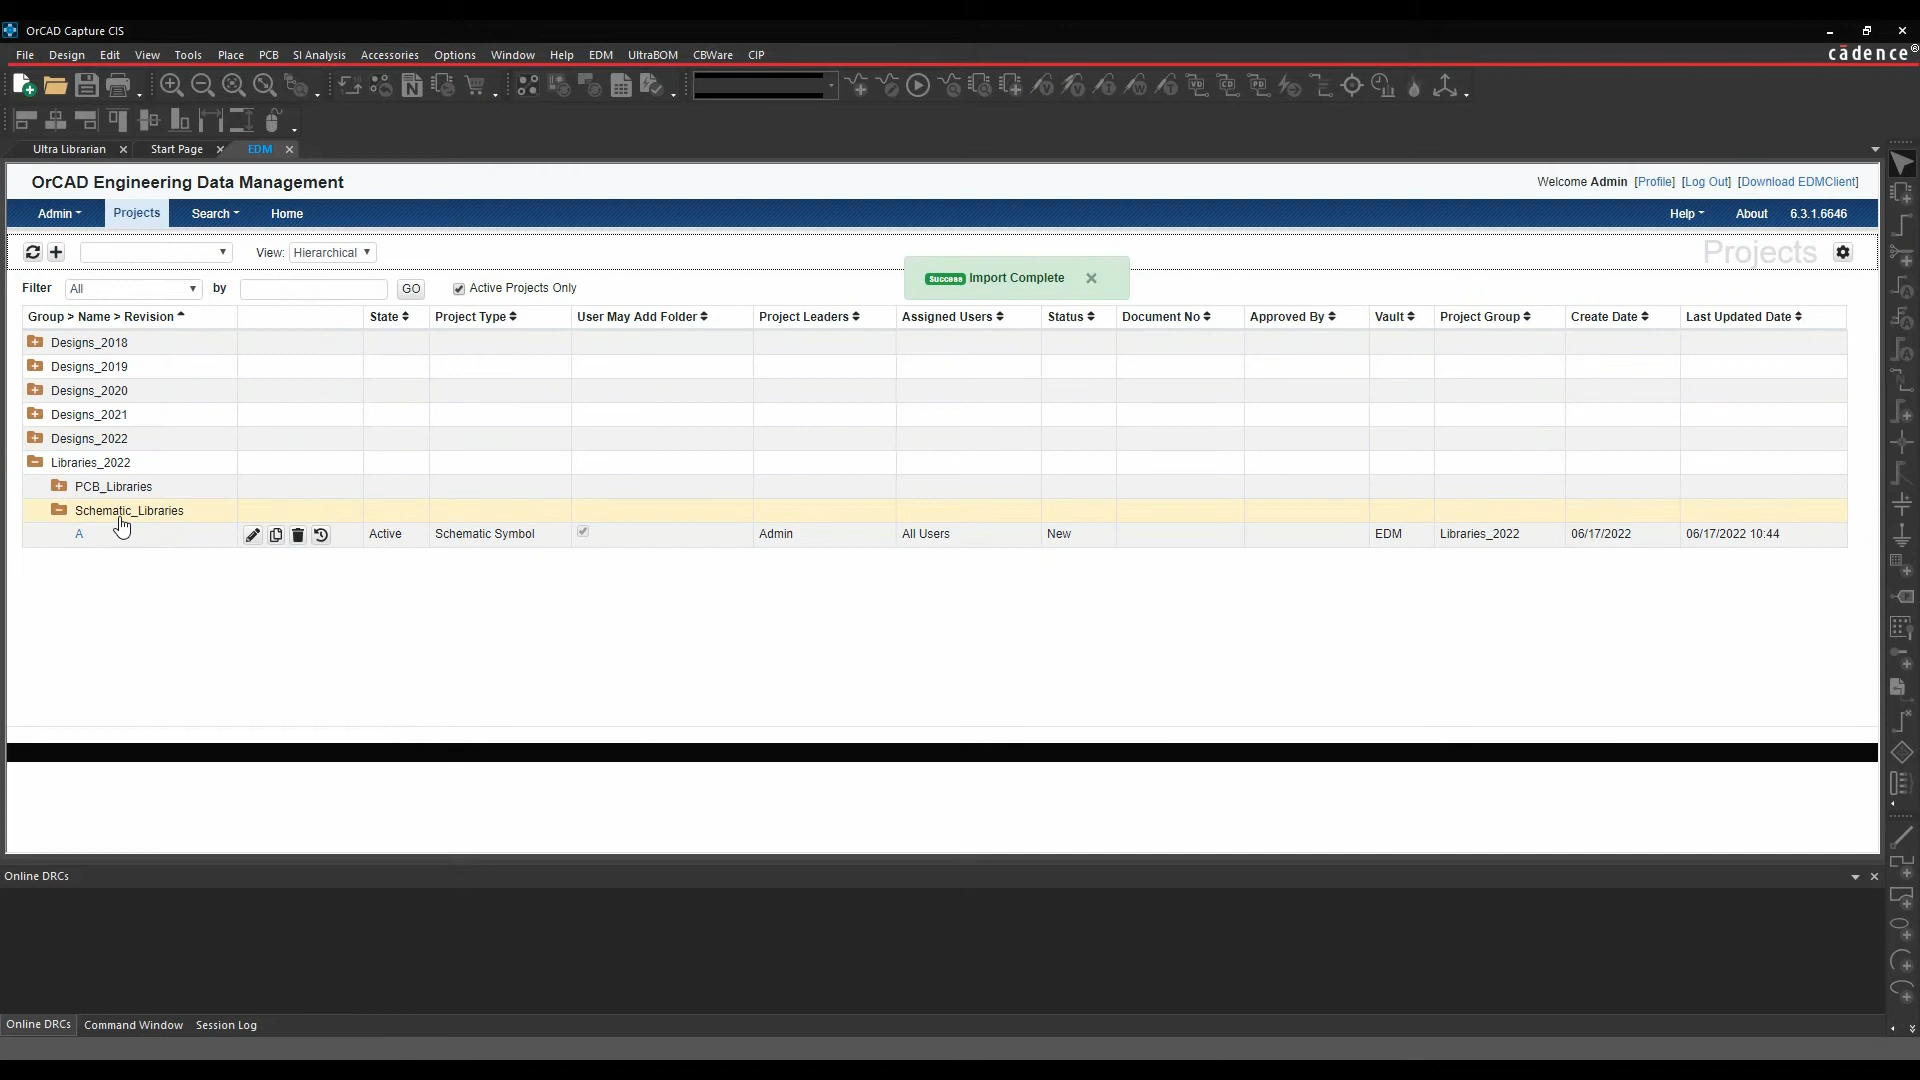 OrCAD Capture CIS
File Design Edit View Tools Place PCB SI Analysis Accessories Options Window Help EDM UltraBOM CBWare CIP
cādence®
Ultra Librarian Start Page EDM
OrCAD Engineering Data Management
Welcome Admin [Profile] [Log Out] [Download EDMClient]
Admin Projects Search Home Help About 6.3.1.6646
View: Hierarchical Projects
Success Import Complete
Filter All by GO Active Projects Only
Group > Name > Revision State Project Type User May Add Folder Project Leaders Assigned Users Status Document No Approved By Vault Project Group Create Date Last Updated Date
Designs_2018
Designs_2019
Designs_2020
Designs_2021
Designs_2022
Libraries_2022
PCB_Libraries
Schematic_Libraries
A Active Schematic Symbol Admin All Users New EDM Libraries_2022 06/17/2022 06/17/2022 10:44
Online DRCs
Online DRCs Command Window Session Log